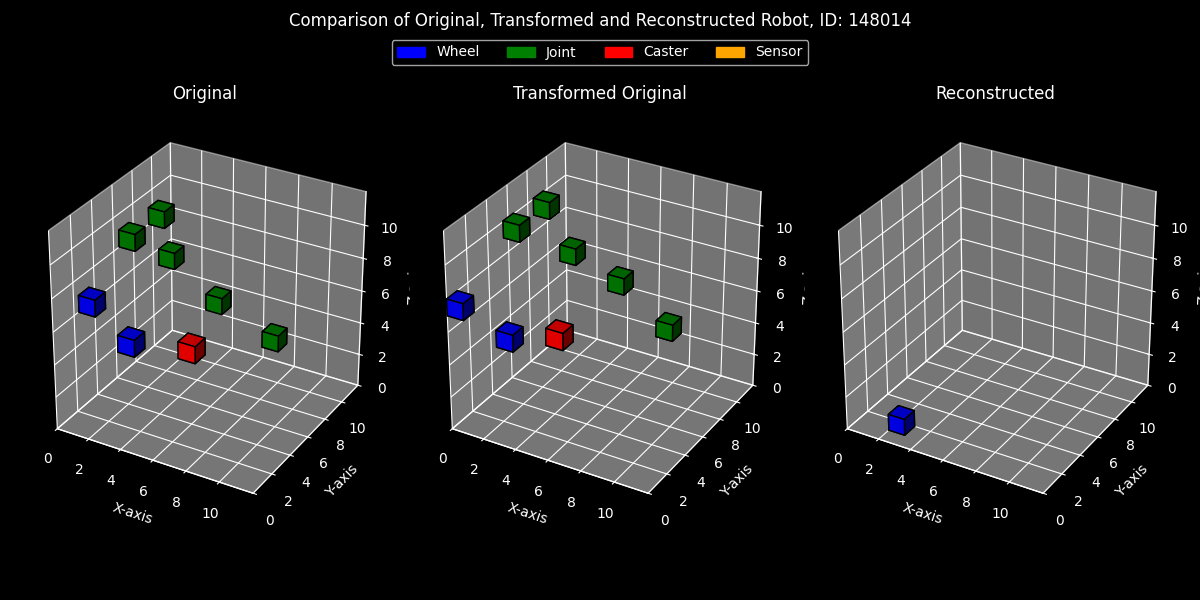 Comparison of Original, Transformed and Reconstructed Robot, ID: 148014
Wheel Joint Caster Sensor
Original Transformed Original Reconstructed
0 2 4 6 8 10
X-axis
0 2 4 6 8 10
Y-axis
0 2 4 6 8 10
0 2 4 6 8 10
X-axis
0 2 4 6 8 10
Y-axis
0 2 4 6 8 10
0 2 4 6 8 10
X-axis
0 2 4 6 8 10
Y-axis
0 2 4 6 8 10